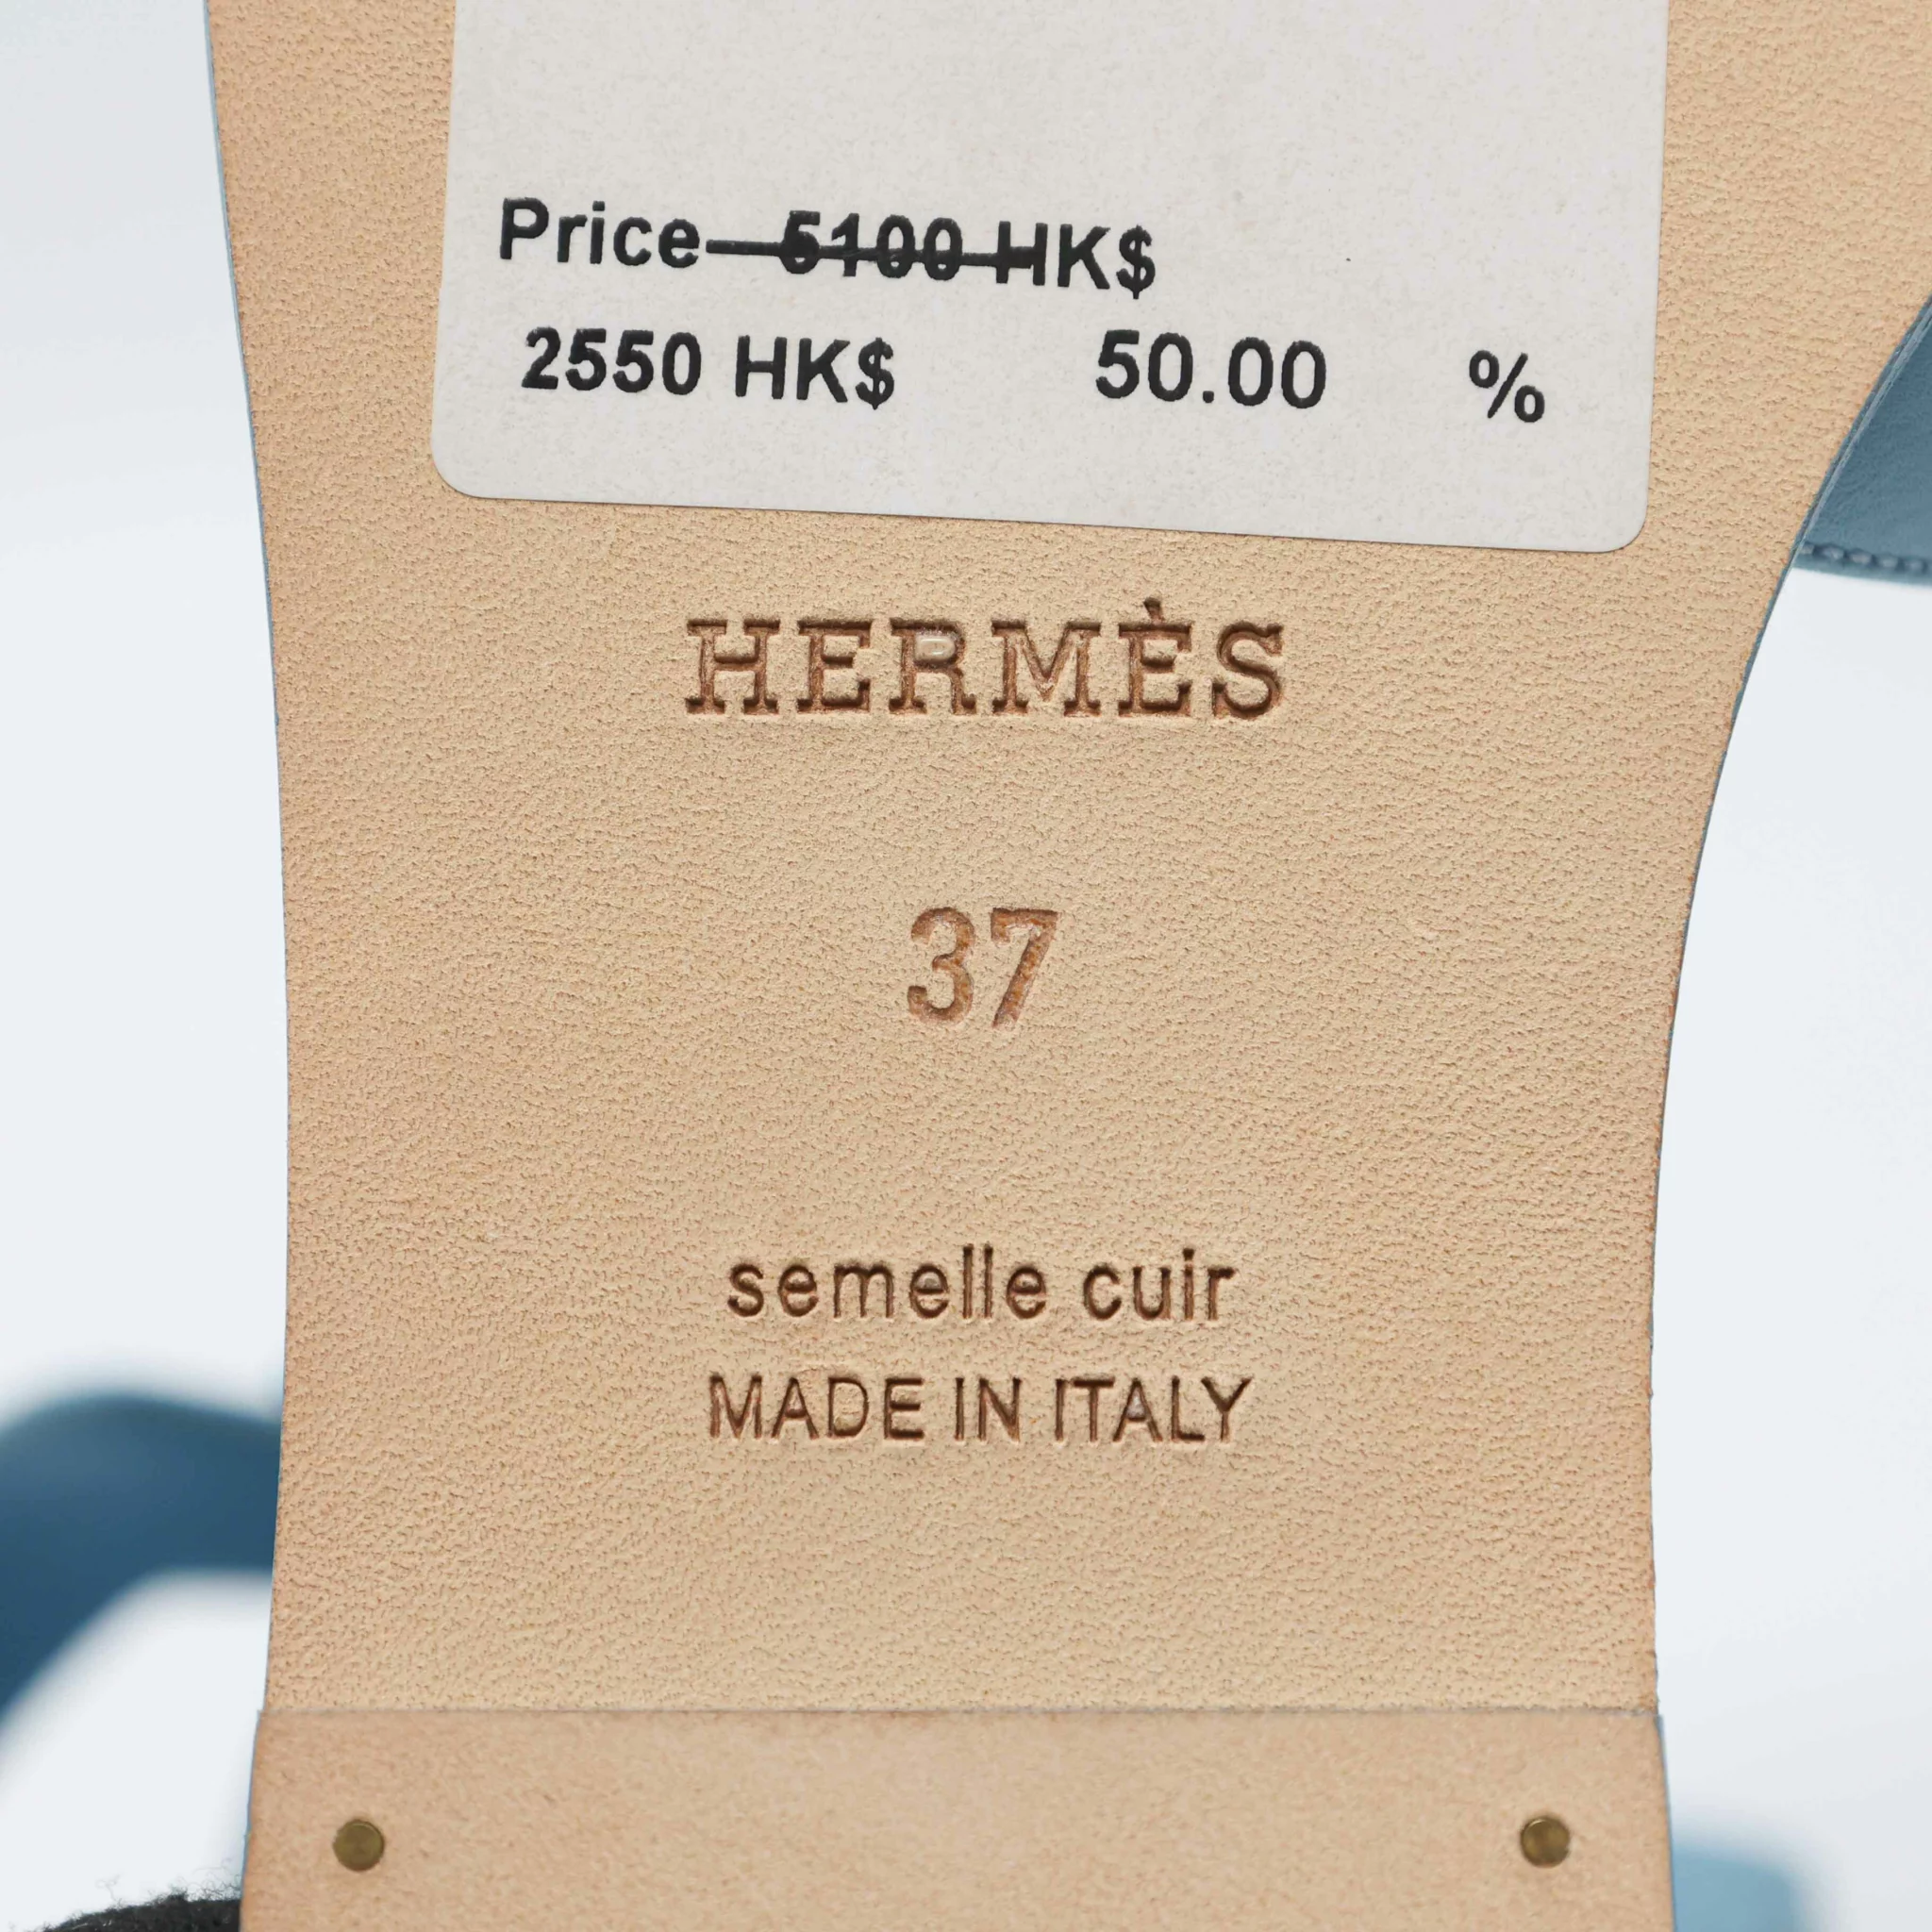 Price 5100 HK$
2550 HK$ 50.00 %
HERMÈS
37
semelle cuir
MADE IN ITALY